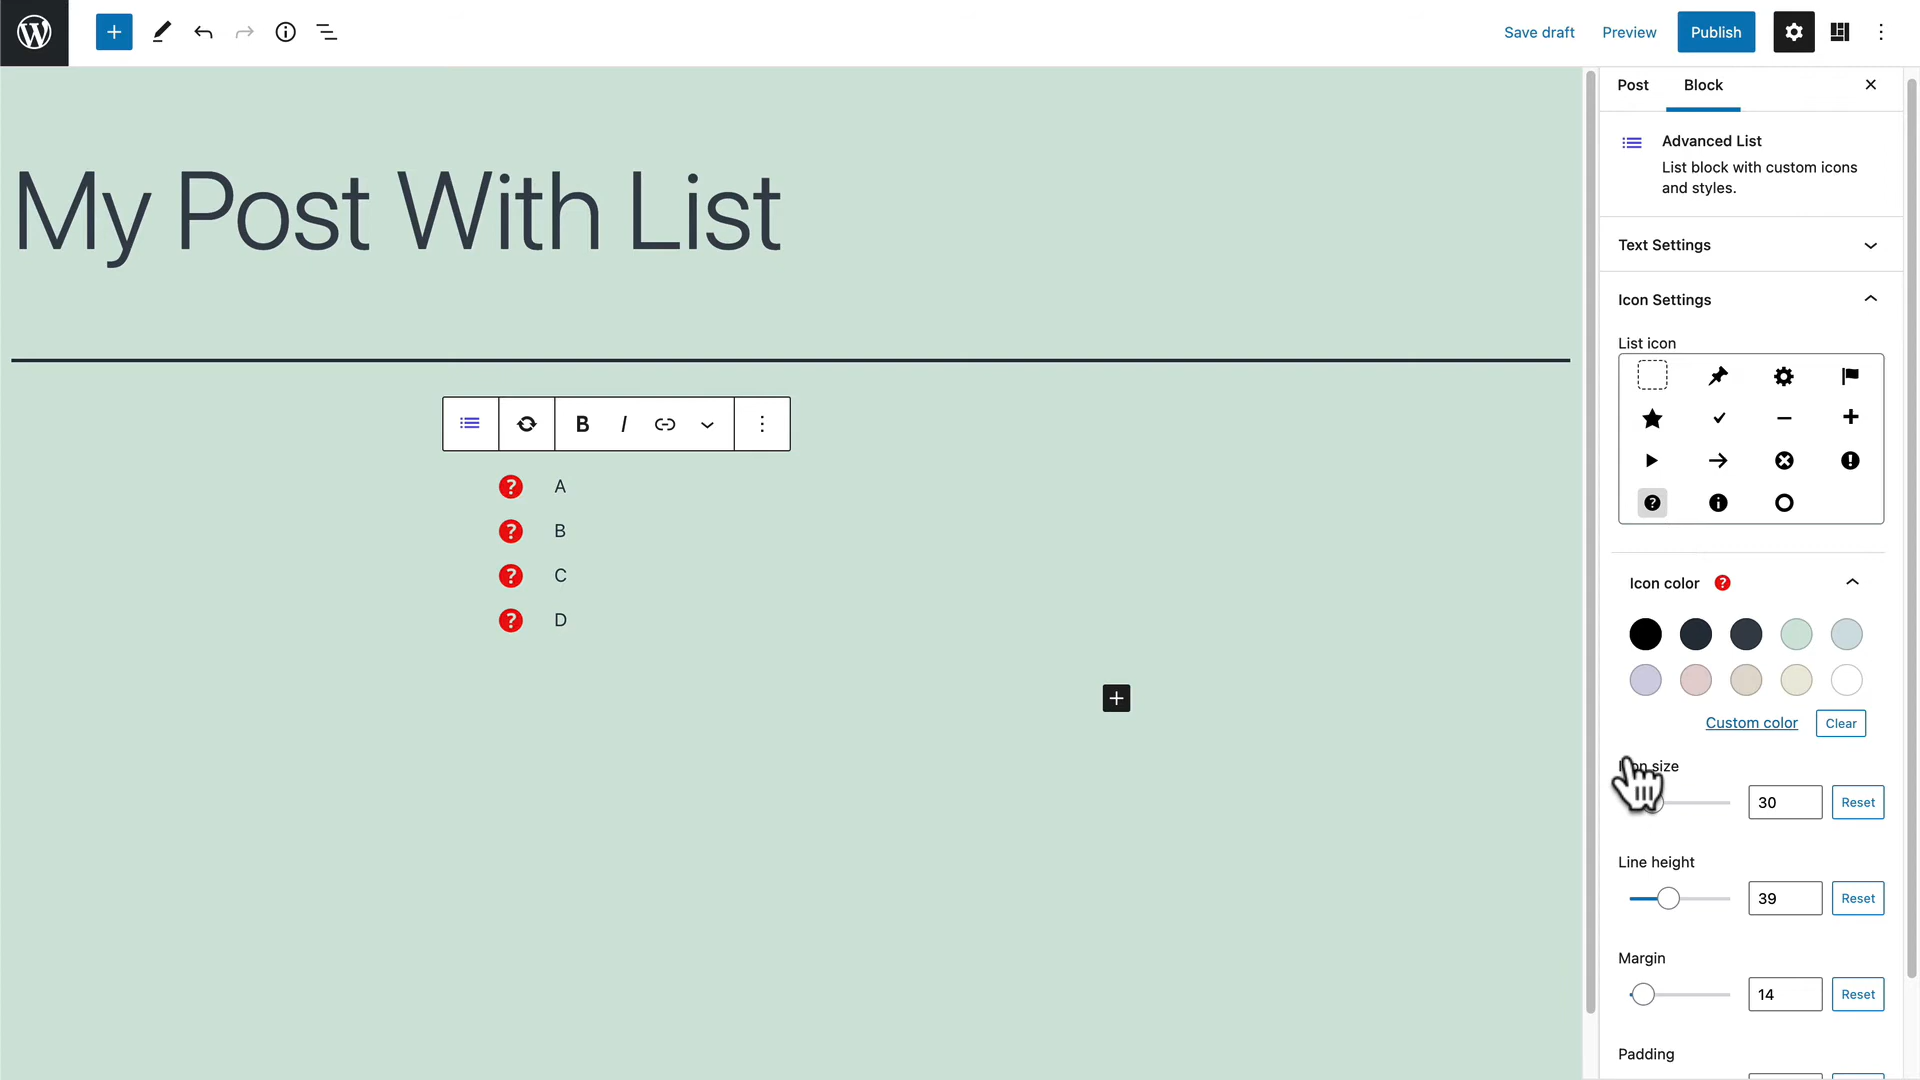 Save draft
Preview
Publish
Post
Block
Advanced List
List block with custom icons
and styles.
Text Settings
Icon Settings
List icon
Icon color
Custom color
Clear
size
30
Reset
Line height
39
Reset
Margin
14
Reset
Padding
My Post With List
B
I
A
B
C
D